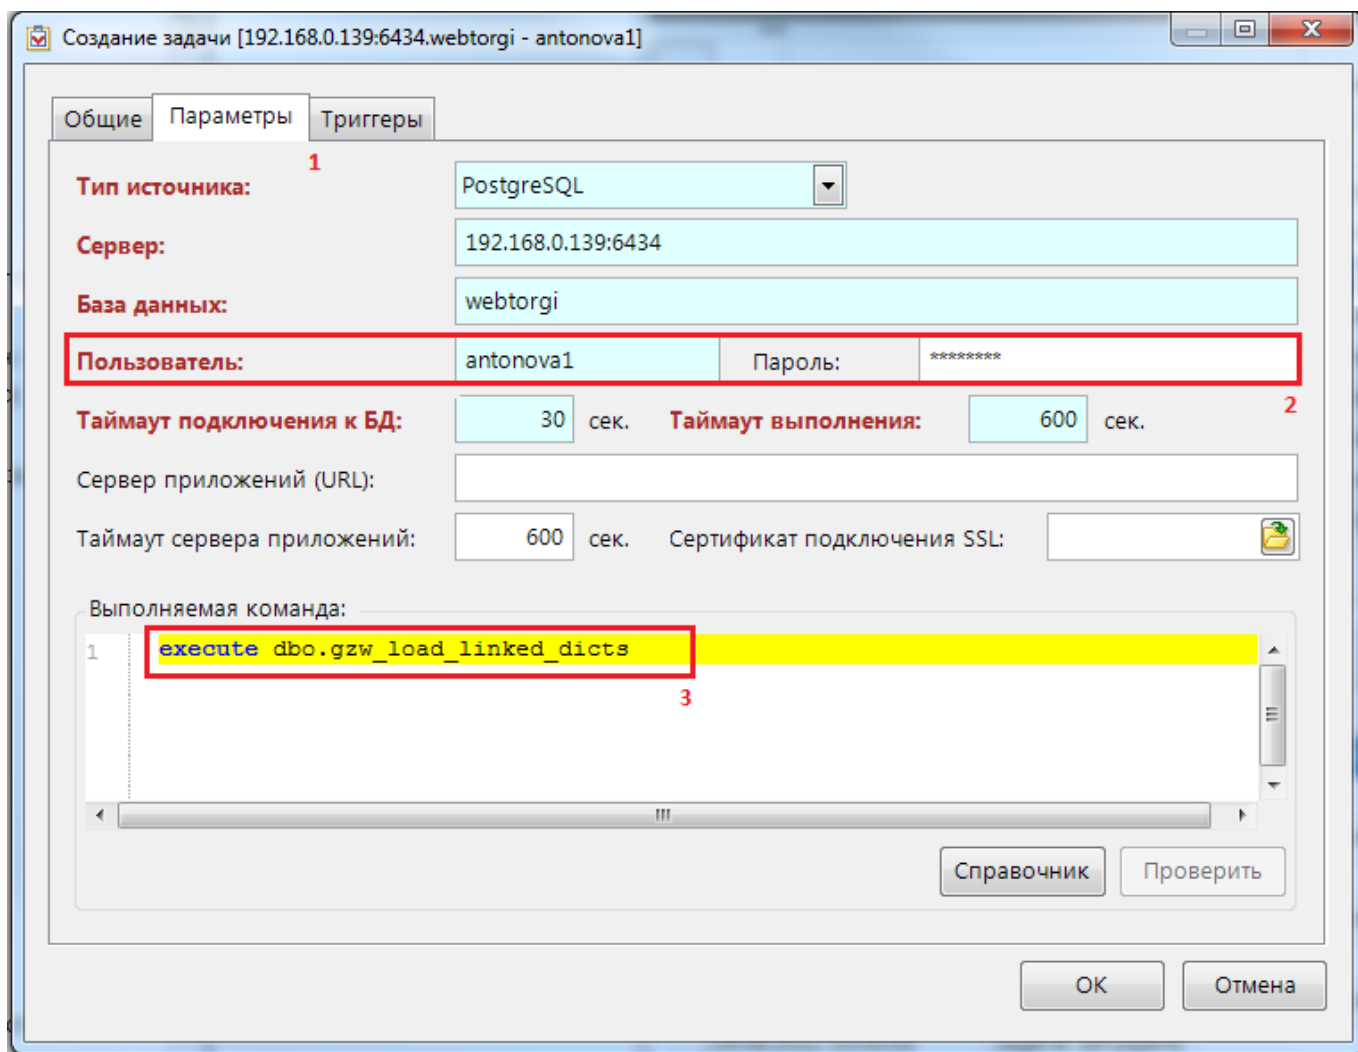 Создание задачи [192.168.0.139:6434.webtorgi - antonova1]
Общие Параметры Триггеры
1
Тип источника: PostgreSQL
Сервер: 192.168.0.139:6434
База данных: webtorgi
Пользователь: antonova1 Пароль: ********
2
Таймаут подключения к БД: 30 сек. Таймаут выполнения: 600 сек.
Сервер приложений (URL):
Таймаут сервера приложений: 600 сек. Сертификат подключения SSL:
Выполняемая команда:
1 execute dbo.gzw_load_linked_dicts
3
Справочник Проверить
OK Отмена